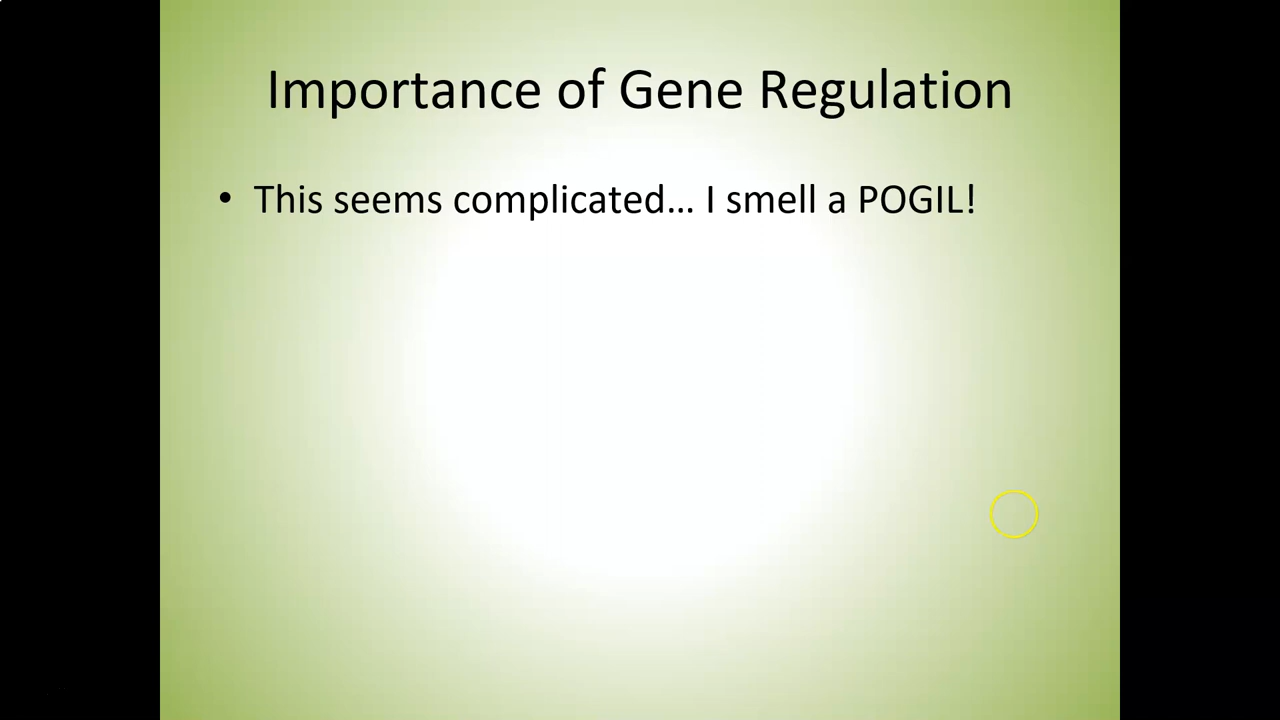 Importance of Gene Regulation
• This seems complicated… I smell a POGIL!